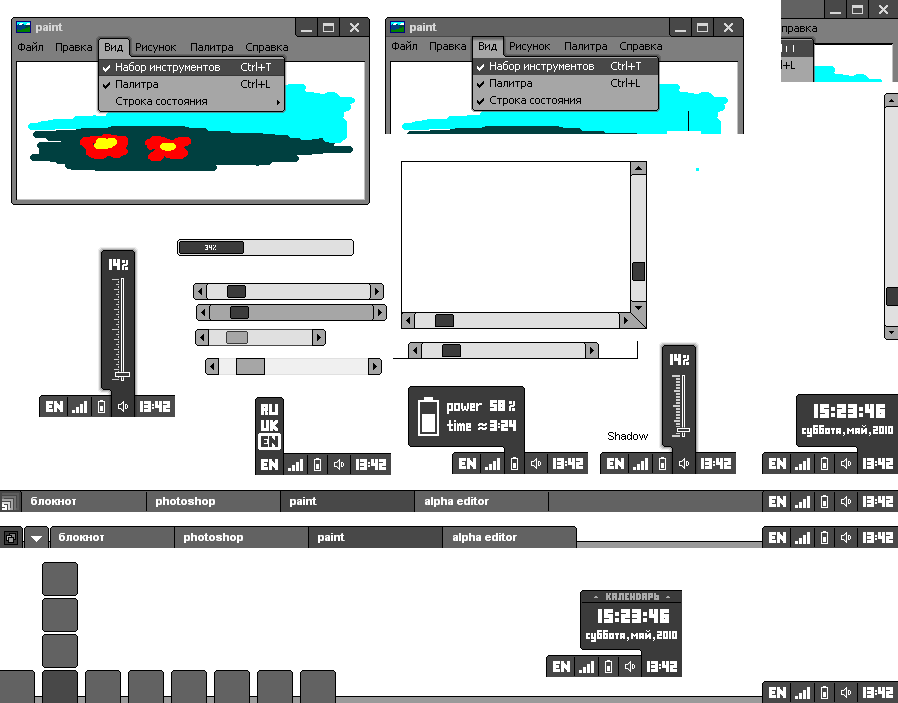 paint
Файл Правка Вид Рисунок Палитра Справка
Набор инструментов Ctrl+T
Палитра Ctrl+L
Строка состояния
paint
Файл Правка Вид Рисунок Палитра Справка
Набор инструментов Ctrl+T
Палитра Ctrl+L
Строка состояния
правка
+L
34%
14%
EN 13:42
RU
UK
EN
EN 13:42
power 58%
time ≈3:24
EN 13:42
14%
Shadow
EN 13:42
15:23:46
суббота,май,2010
EN 13:42
блокнот photoshop paint alpha editor EN 13:42
блокнот photoshop paint alpha editor EN 13:42
КАЛЕНДАРЬ
15:23:46
суббота,май,2010
EN 13:42
EN 13:42